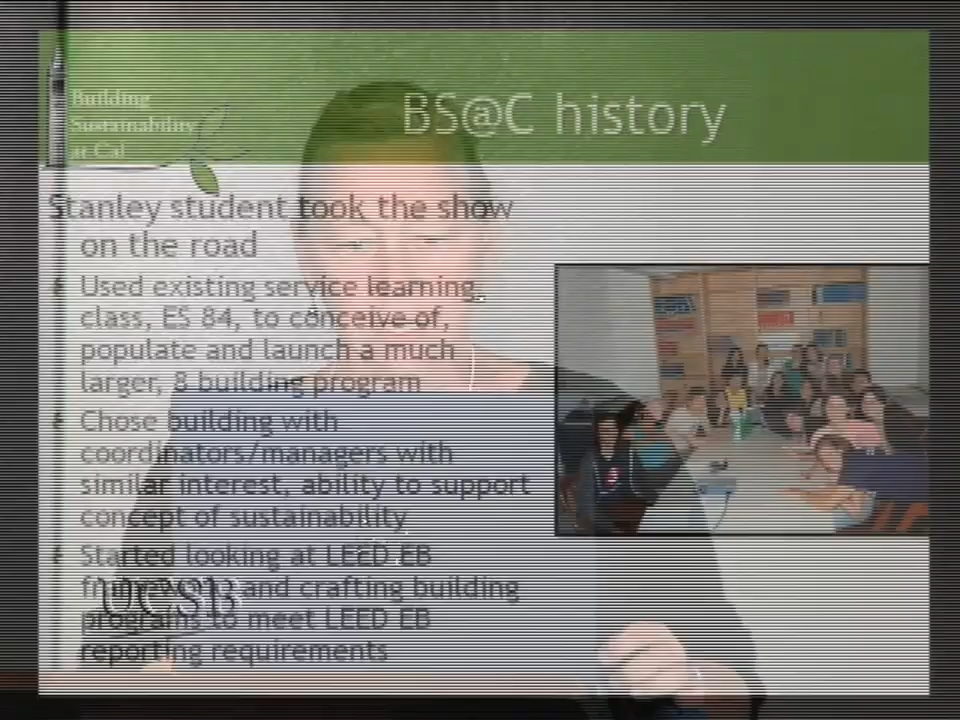 Building
Sustainability
at Cal
BS@C history
Stanley student took the show
on the road
Used existing service learning
class, ES 84, to conceive of,
populate and launch a much
larger, 8 building program
Chose building with
coordinators/managers with
similar interest, ability to support
concept of sustainability
Started looking at LEED EB
framework and crafting building
programs to meet LEED EB
reporting requirements
UCSB